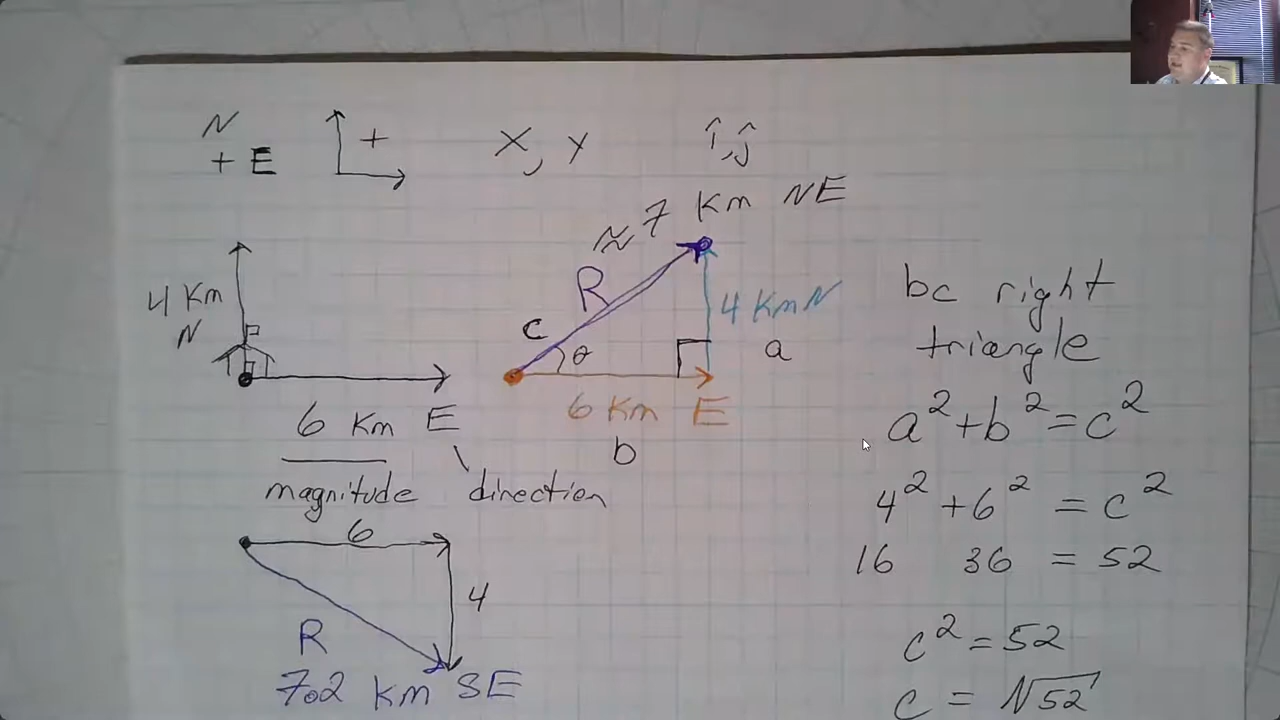 N
+ E
+
X, y
î, ĵ
≈ 7 Km NE
4 Km
N
R
c
θ
4 Km N
a
6 Km E
b
6 Km E
magnitude
direction
6
4
R
7.2 km SE
bc right
triangle
a² + b² = c²
4² + 6² = c²
16 36 = 52
c² = 52
c = √52